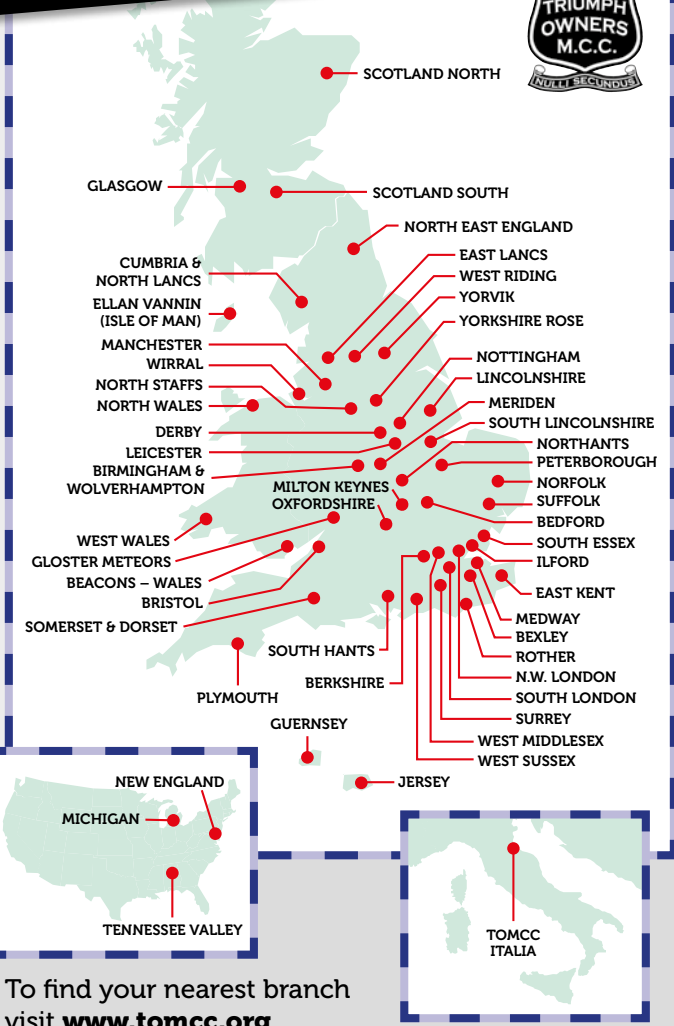 TRIUMPH
OWNERS
M.C.C.
NULLI SECUNDUS
SCOTLAND NORTH
GLASGOW
SCOTLAND SOUTH
NORTH EAST ENGLAND
EAST LANCS
CUMBRIA &
NORTH LANCS
WEST RIDING
YORVIK
ELLAN VANNIN
(ISLE OF MAN)
YORKSHIRE ROSE
MANCHESTER
NOTTINGHAM
WIRRAL
LINCOLNSHIRE
NORTH STAFFS
MERIDEN
NORTH WALES
SOUTH LINCOLNSHIRE
DERBY
NORTHANTS
LEICESTER
PETERBOROUGH
BIRMINGHAM &
WOLVERHAMPTON
MILTON KEYNES
NORFOLK
OXFORDSHIRE
SUFFOLK
BEDFORD
WEST WALES
SOUTH ESSEX
GLOSTER METEORS
ILFORD
BEACONS – WALES
EAST KENT
BRISTOL
MEDWAY
SOMERSET & DORSET
BEXLEY
SOUTH HANTS
ROTHER
BERKSHIRE
N.W. LONDON
PLYMOUTH
SOUTH LONDON
GUERNSEY
SURREY
WEST MIDDLESEX
WEST SUSSEX
JERSEY
NEW ENGLAND
MICHIGAN
TENNESSEE VALLEY
TOMCC
ITALIA
To find your nearest branch
visit www.tomcc.org